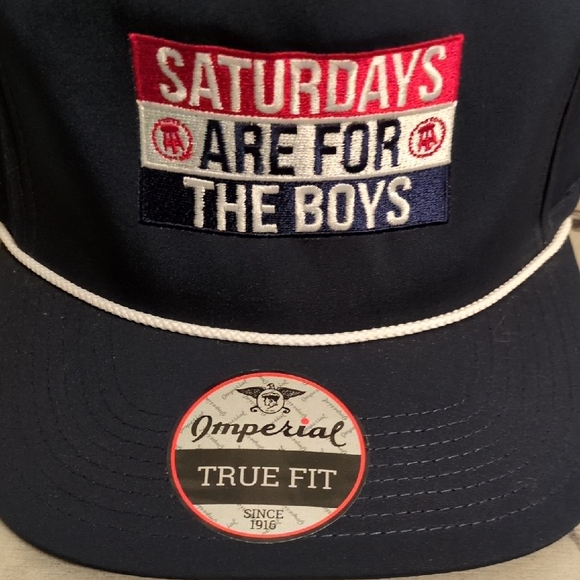 SATURDAYS
ARE FOR
THE BOYS
Imperial
TRUE FIT
SINCE
1916